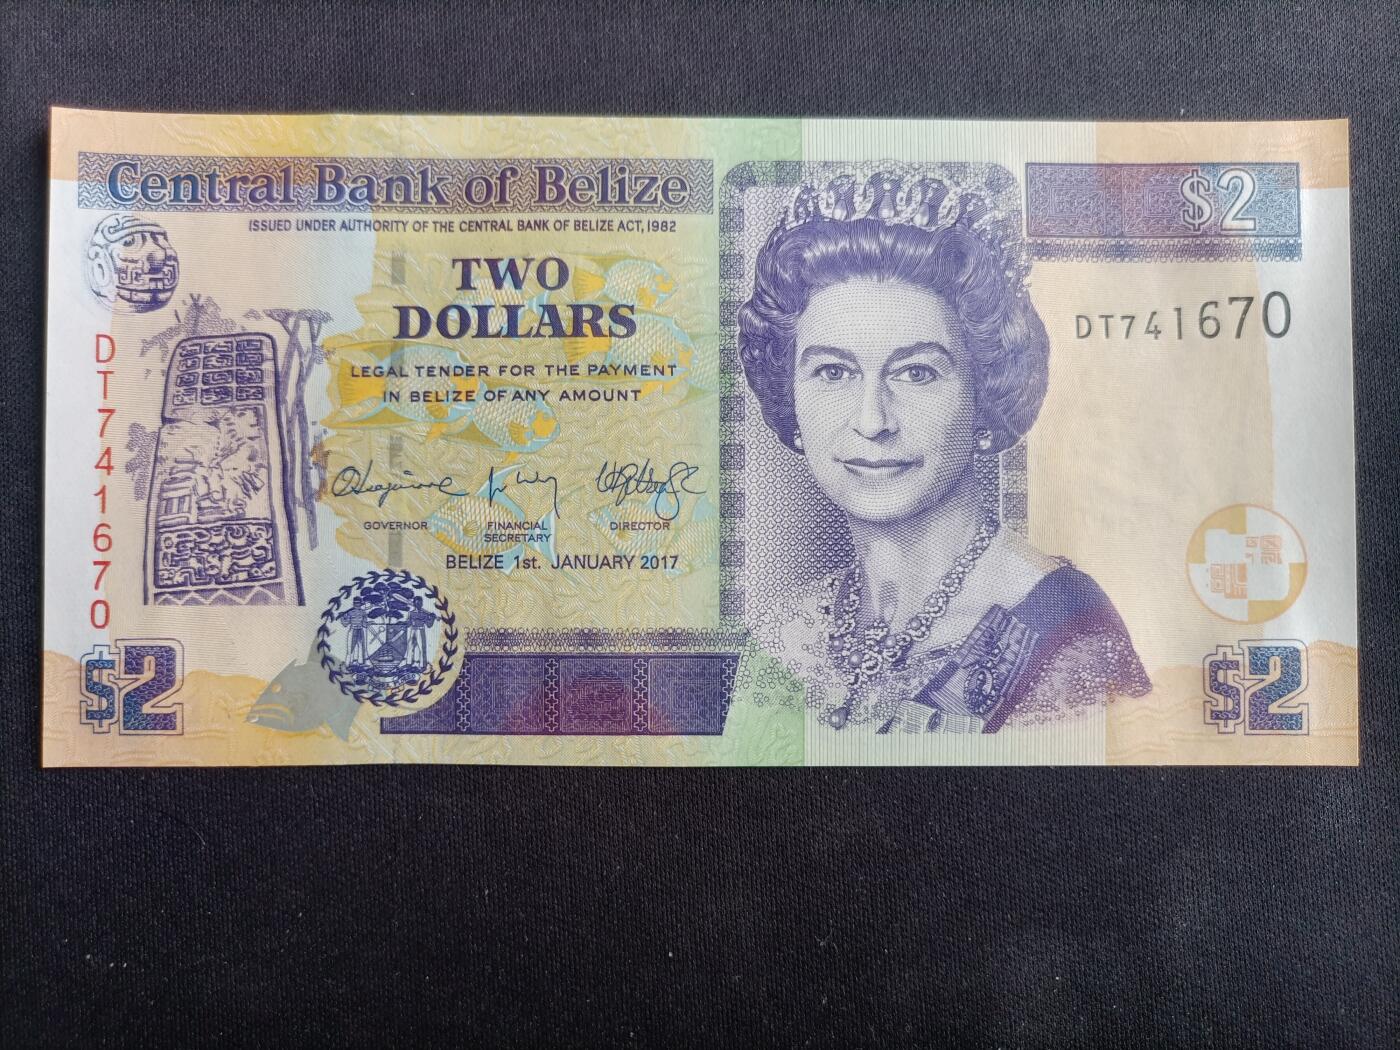 Central Bank of Belize
ISSUED UNDER AUTHORITY OF THE CENTRAL BANK OF BELIZE ACT, 1982
$2
TWO
DOLLARS
DT741670
LEGAL TENDER FOR THE PAYMENT
IN BELIZE OF ANY AMOUNT
DT741670
GOVERNOR
FINANCIAL
SECRETARY
DIRECTOR
BELIZE 1st. JANUARY 2017
$2
$2